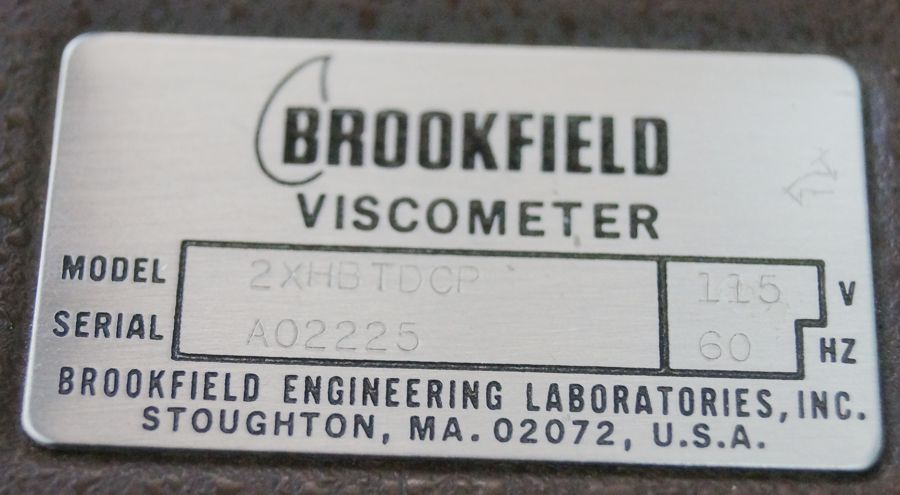 BROOKFIELD
VISCOMETER
MODEL 2XHBTDCP 115 V
SERIAL A02225 60 HZ
BROOKFIELD ENGINEERING LABORATORIES, INC.
STOUGHTON, MA. 02072, U.S.A.